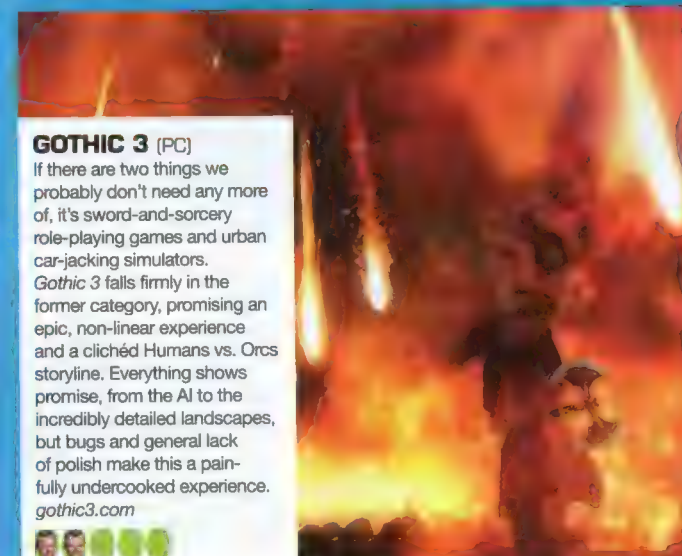 GOTHIC 3 (PC)
If there are two things we
probably don't need any more
of, it's sword-and-sorcery
role-playing games and urban
car-jacking simulators.
Gothic 3 falls firmly in the
former category, promising an
epic, non-linear experience
and a clichéd Humans vs. Orcs
storyline. Everything shows
promise, from the AI to the
incredibly detailed landscapes,
but bugs and general lack
of polish make this a pain-
fully undercooked experience.
gothic3.com